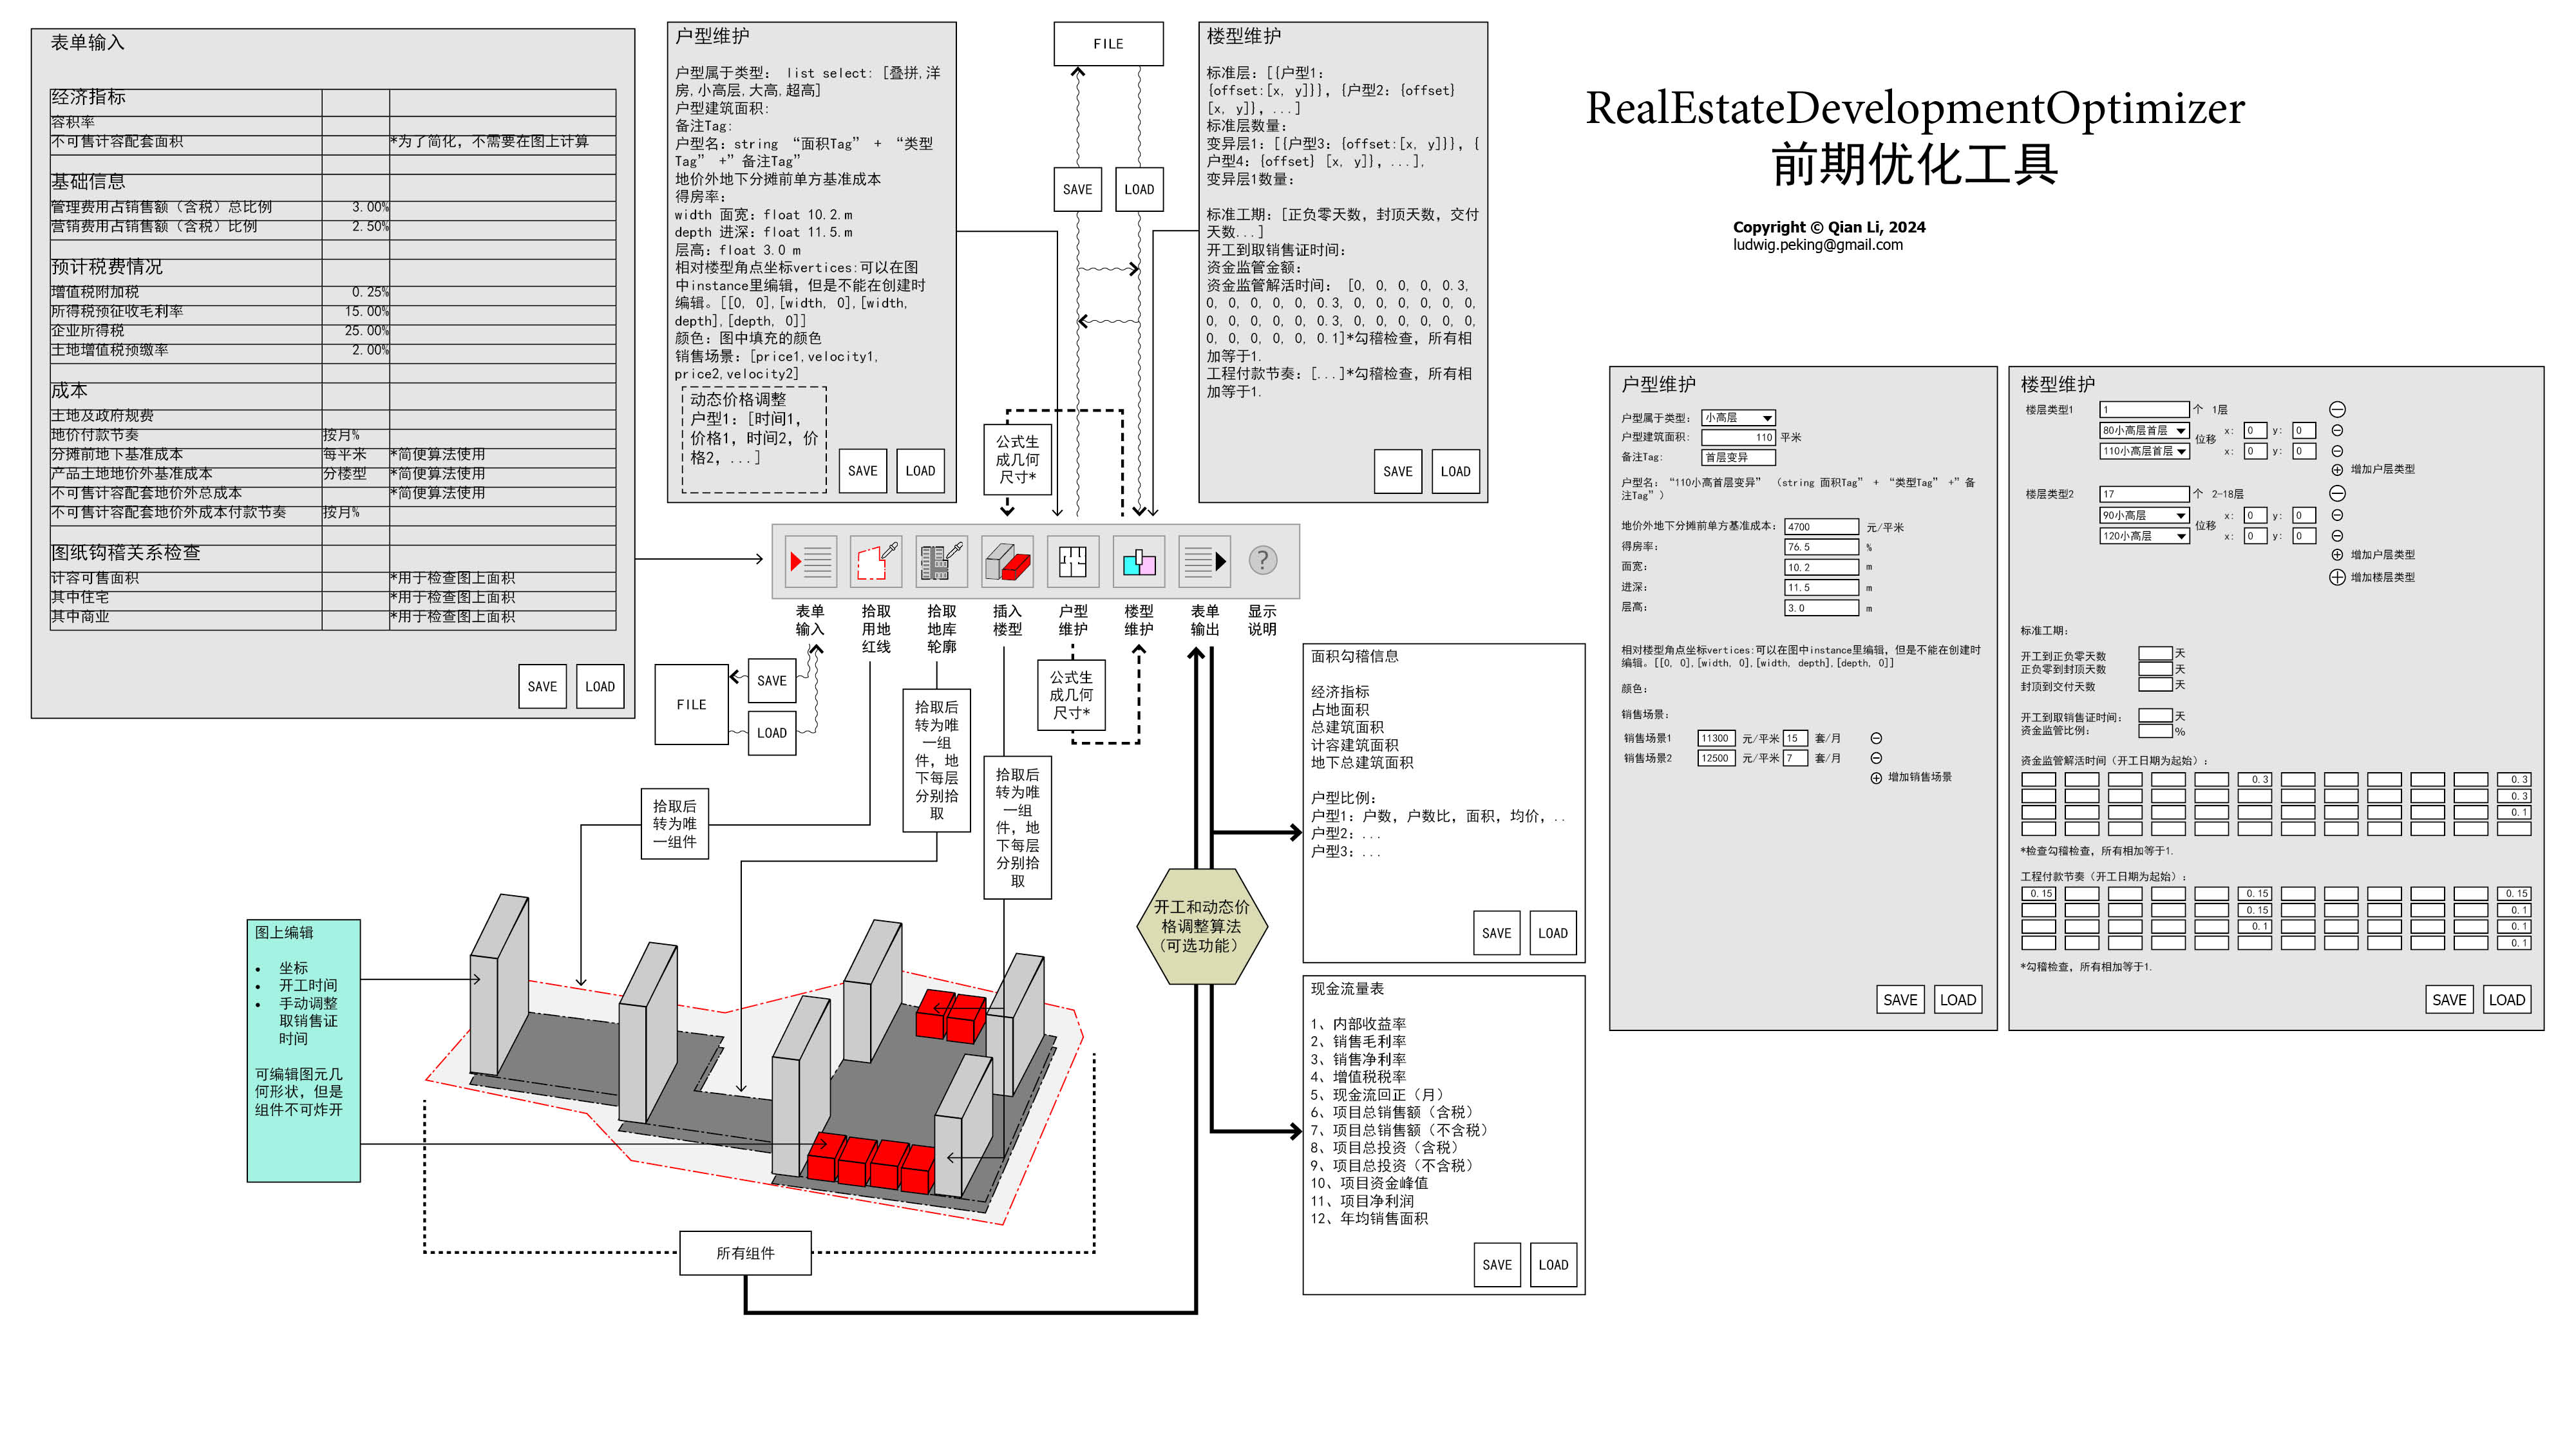 表单输入
经济指标
容积率
不可售计容配套面积 *为了简化，不需要在图上计算
基础信息
管理费用占销售额（含税）总比例 3.00%
营销费用占销售额（含税）比例 2.50%
预计税费情况
增值税附加税 0.25%
所得税预征收毛利率 15.00%
企业所得税 25.00%
土地增值税预缴率 2.00%
成本
土地及政府规费
地价付款节奏 按月%
分摊前地下基准成本 每平米 *简便算法使用
产品土地地价外基准成本 分楼型 *简便算法使用
不可售计容配套地价外总成本 *简便算法使用
不可售计容配套地价外成本付款节奏 按月%
图纸钩稽关系检查
计容可售面积 *用于检查图上面积
其中住宅 *用于检查图上面积
其中商业 *用于检查图上面积
SAVE LOAD
户型维护
户型属于类型： list select: [叠拼,洋
房,小高层,大高,超高]
户型建筑面积:
备注Tag:
户型名：string “面积Tag” + “类型
Tag” +”备注Tag”
地价外地下分摊前单方基准成本
得房率：
width 面宽：float 10.2.m
depth 进深：float 11.5.m
层高：float 3.0 m
相对楼型角点坐标vertices:可以在图
中instance里编辑，但是不能在创建时
编辑。[[0, 0],[width, 0],[width,
depth],[depth, 0]]
颜色：图中填充的颜色
销售场景：[price1,velocity1,
price2,velocity2]
动态价格调整
户型1：[时间1，
价格1，时间2，价
格2，...]
SAVE LOAD
FILE
SAVE LOAD
楼型维护
标准层：[{户型1：
{offset:[x, y]}}, {户型2：{offset}
[x, y]}, ...]
标准层数量：
变异层1：[{户型3：{offset:[x, y]}}, {
户型4：{offset} [x, y]}, ...],
变异层1数量：
标准工期：[正负零天数，封顶天数，交付
天数...]
开工到取销售证时间：
资金监管金额：
资金监管解活时间： [0, 0, 0, 0, 0.3,
0, 0, 0, 0, 0, 0.3, 0, 0, 0, 0, 0, 0,
0, 0, 0, 0, 0, 0.3, 0, 0, 0, 0, 0, 0,
0, 0, 0, 0, 0, 0.1]*勾稽检查，所有相
加等于1.
工程付款节奏：[...]*勾稽检查，所有相
加等于1.
SAVE LOAD
公式生
成几何
尺寸*
RealEstateDevelopmentOptimizer
前期优化工具
Copyright © Qian Li, 2024
ludwig.peking@gmail.com
?
表单
输入
拾取
用地
红线
拾取
地库
轮廓
插入
楼型
户型
维护
楼型
维护
表单
输出
显示
说明
FILE
SAVE
LOAD
公式生
成几何
尺寸*
拾取后
转为唯
一组件
拾取后
转为唯
一组
件，地
下每层
分别拾
取
拾取后
转为唯
一组
件，地
下每层
分别拾
取
图上编辑
• 坐标
• 开工时间
• 手动调整
取销售证
时间
可编辑图元几
何形状，但是
组件不可炸开
所有组件
开工和动态价
格调整算法
（可选功能）
面积勾稽信息
经济指标
占地面积
总建筑面积
计容建筑面积
地下总建筑面积
户型比例：
户型1：户数，户数比，面积，均价，..
户型2：...
户型3：...
SAVE LOAD
现金流量表
1、内部收益率
2、销售毛利率
3、销售净利率
4、增值税税率
5、现金流回正（月）
6、项目总销售额（含税）
7、项目总销售额（不含税）
8、项目总投资（含税）
9、项目总投资（不含税）
10、项目资金峰值
11、项目净利润
12、年均销售面积
SAVE LOAD
户型维护
户型属于类型： 小高层
户型建筑面积： 110 平米
备注Tag: 首层变异
户型名：“110小高首层变异” （string 面积Tag” + “类型Tag” +”备
注Tag”）
地价外地下分摊前单方基准成本： 4700 元/平米
得房率： 76.5 %
面宽： 10.2 m
进深： 11.5 m
层高： 3.0 m
相对楼型角点坐标vertices:可以在图中instance里编辑，但是不能在创建时
编辑。[[0, 0],[width, 0],[width, depth],[depth, 0]]
颜色：
销售场景：
销售场景1 11300 元/平米 15 套/月
销售场景2 12500 元/平米 7 套/月
增加销售场景
SAVE LOAD
楼型维护
楼层类型1 1 个 1层
80小高层首层 位移 x: 0 y: 0
110小高层首层 x: 0 y: 0
增加户层类型
楼层类型2 17 个 2-18层
90小高层 位移 x: 0 y: 0
120小高层 x: 0 y: 0
增加户层类型
增加楼层类型
标准工期：
开工到正负零天数 天
正负零到封顶天数 天
封顶到交付天数 天
开工到取销售证时间： 天
资金监管比例： %
资金监管解活时间（开工日期为起始）：
0.3 0.3
0.3
0.1
*检查勾稽检查，所有相加等于1.
工程付款节奏（开工日期为起始）：
0.15 0.15 0.15
0.15 0.1
0.1 0.1
0.1
*勾稽检查，所有相加等于1.
SAVE LOAD